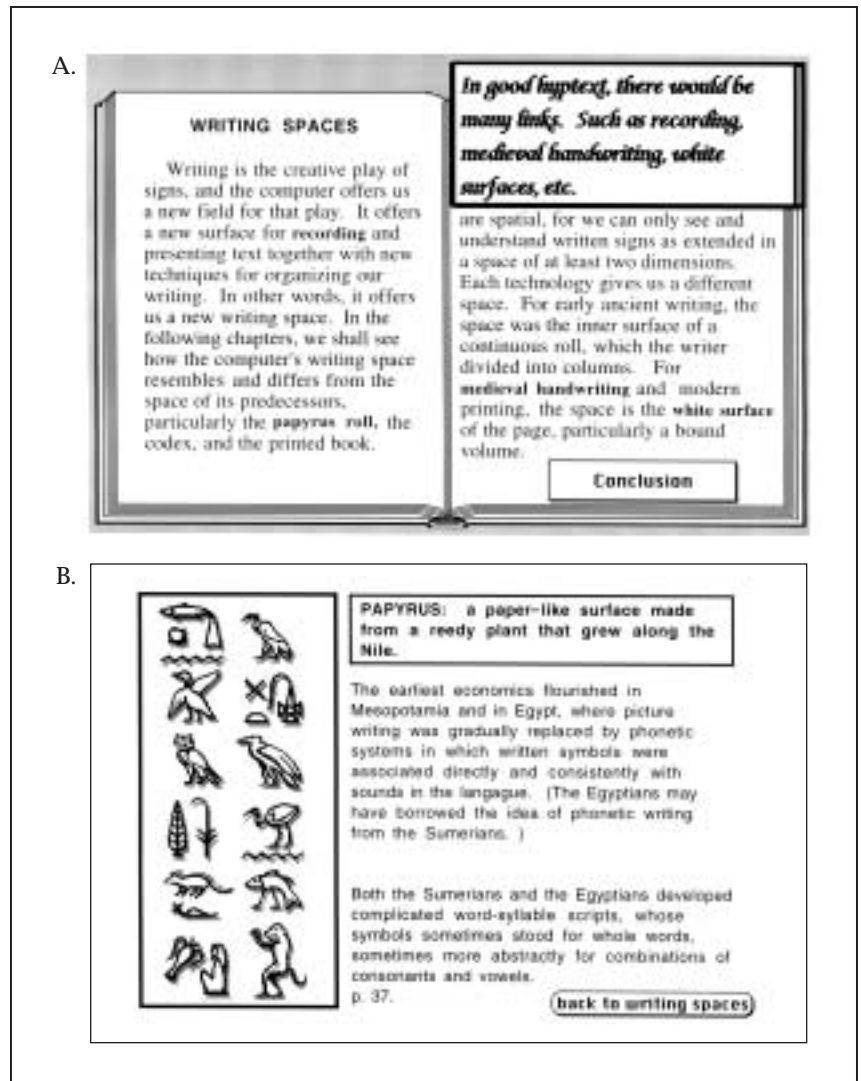 A.
WRITING SPACES
Writing is the creative play of
signs, and the computer offers us
a new field for that play. It offers
a new surface for recording and
presenting text together with new
techniques for organizing our
writing. In other words, it offers
us a new writing space. In the
following chapters, we shall see
how the computer's writing space
resembles and differs from the
space of its predecessors,
particularly the papyrus roll, the
codex, and the printed book.
In good hyptext, there would be
many links. Such as recording,
medieval handwriting, white
surfaces, etc.
are spatial, for we can only see and
understand written signs as extended in
a space of at least two dimensions.
Each technology gives us a different
space. For early ancient writing, the
space was the inner surface of a
continuous roll, which the writer
divided into columns. For
medieval handwriting and modern
printing, the space is the white surface
of the page, particularly a bound
volume.
Conclusion
B.
PAPYRUS: a paper-like surface made
from a reedy plant that grew along the
Nile.
The earliest economics flourished in
Mesopotamia and in Egypt, where picture
writing was gradually replaced by phonetic
systems in which written symbols were
associated directly and consistently with
sounds in the langague. (The Egyptians may
have borrowed the idea of phonetic writing
from the Sumerians. )
Both the Sumerians and the Egyptians developed
complicated word-syllable scripts, whose
symbols sometimes stood for whole words,
sometimes more abstractly for combinations of
consonants and vowels.
p. 37.
back to writing spaces